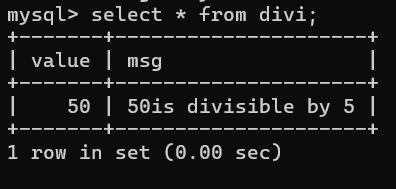 mysql> select * from divi;
+-------+---------------------+
| value | msg                 |
+-------+---------------------+
|    50 | 50is divisible by 5 |
+-------+---------------------+
1 row in set (0.00 sec)